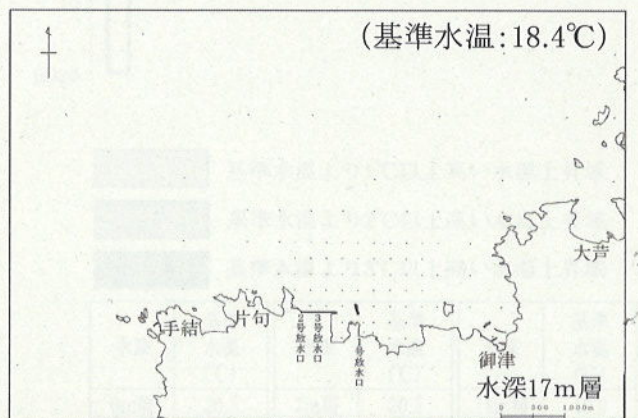 (基準水温:18.4℃)
大芦
手結
片句
2号放水口
3号放水口
1号放水口
御津
水深17m層
0 500 1000m